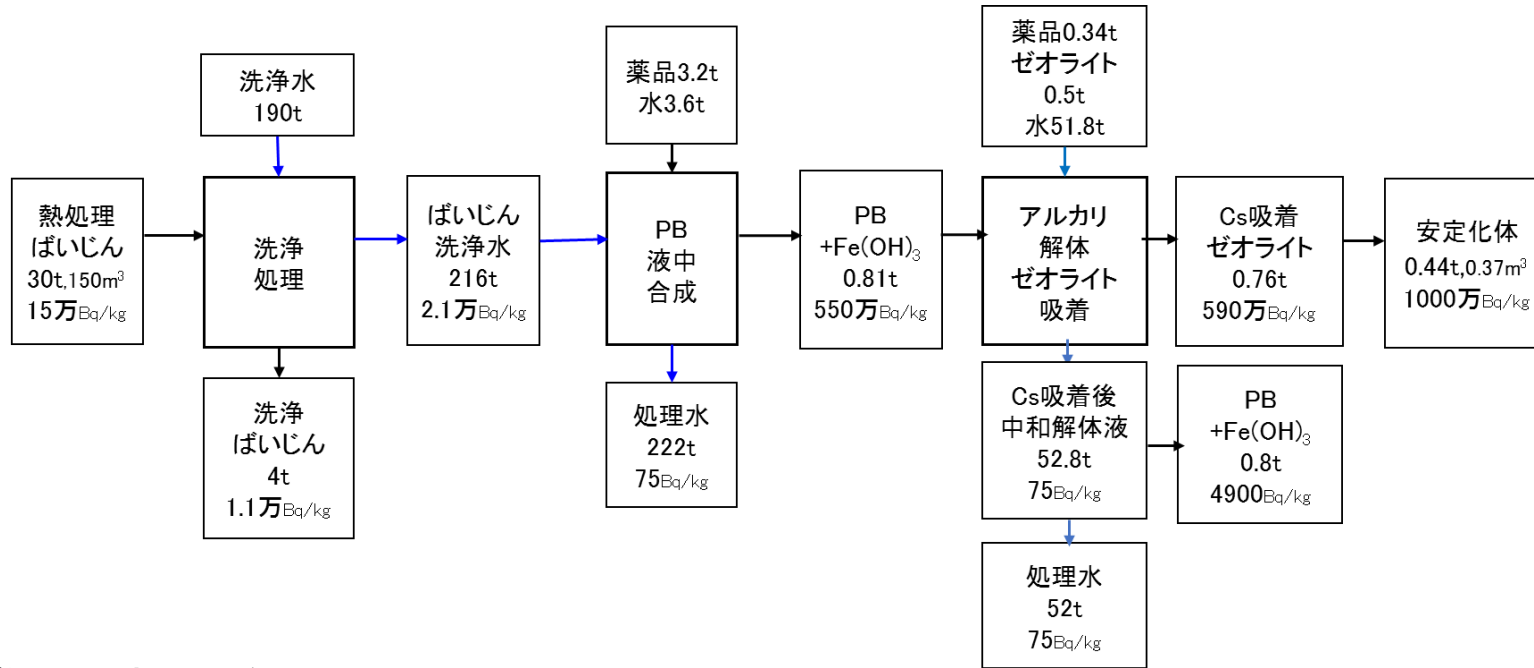 洗浄水
190t
薬品3.2t
水3.6t
薬品0.34t
ゼオライト
0.5t
水51.8t
熱処理
ばいじん
30t,150m³
15万Bq/kg
洗浄
処理
ばいじん
洗浄水
216t
2.1万Bq/kg
PB
液中
合成
PB
+Fe(OH)₃
0.81t
550万Bq/kg
アルカリ
解体
ゼオライト
吸着
Cs吸着
ゼオライト
0.76t
590万Bq/kg
安定化体
0.44t,0.37m³
1000万Bq/kg
洗浄
ばいじん
4t
1.1万Bq/kg
処理水
222t
75Bq/kg
Cs吸着後
中和解体液
52.8t
75Bq/kg
PB
+Fe(OH)₃
0.8t
4900Bq/kg
処理水
52t
75Bq/kg